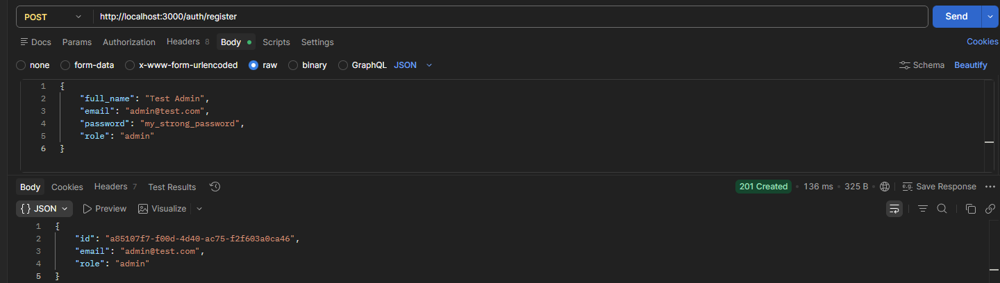 POST http://localhost:3000/auth/register Send
Docs Params Authorization Headers 8 Body Scripts Settings Cookies
none form-data x-www-form-urlencoded raw binary GraphQL JSON Schema Beautify
1 {
2 "full_name": "Test Admin",
3 "email": "admin@test.com",
4 "password": "my_strong_password",
5 "role": "admin"
6 }
Body Cookies Headers 7 Test Results 201 Created • 136 ms • 325 B e.g. Save Response
{} JSON Preview Visualize
1 {
2 "id": "a85107f7-f00d-4d40-ac75-f2f603a0ca46",
3 "email": "admin@test.com",
4 "role": "admin"
5 }